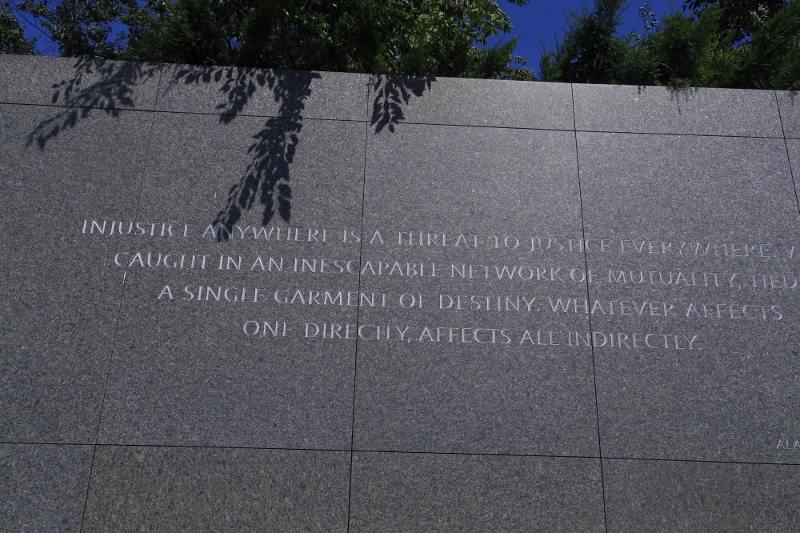 INJUSTICE ANYWHERE IS A THREAT TO JUSTICE EVERYWHERE.
CAUGHT IN AN INESCAPABLE NETWORK OF MUTUALITY, TIED
A SINGLE GARMENT OF DESTINY. WHATEVER AFFECTS
ONE DIRECTLY, AFFECTS ALL INDIRECTLY.
ALA